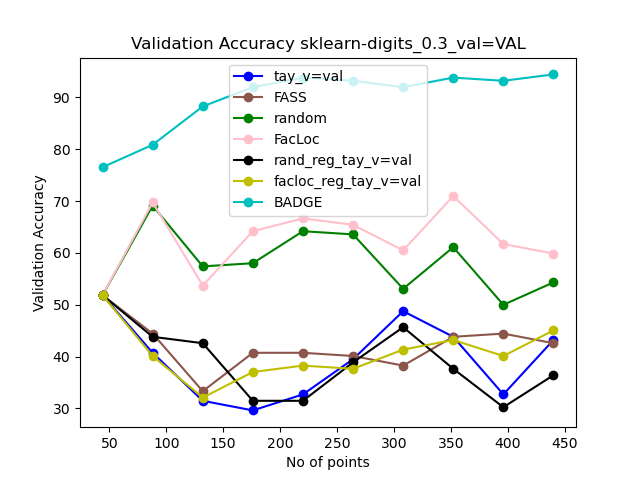 Validation Accuracy sklearn-digits_0.3_val=VAL
tay_v=val
FASS
random
FacLoc
rand_reg_tay_v=val
facloc_reg_tay_v=val
BADGE
Validation Accuracy
90
80
70
60
50
40
30
50 100 150 200 250 300 350 400 450
No of points